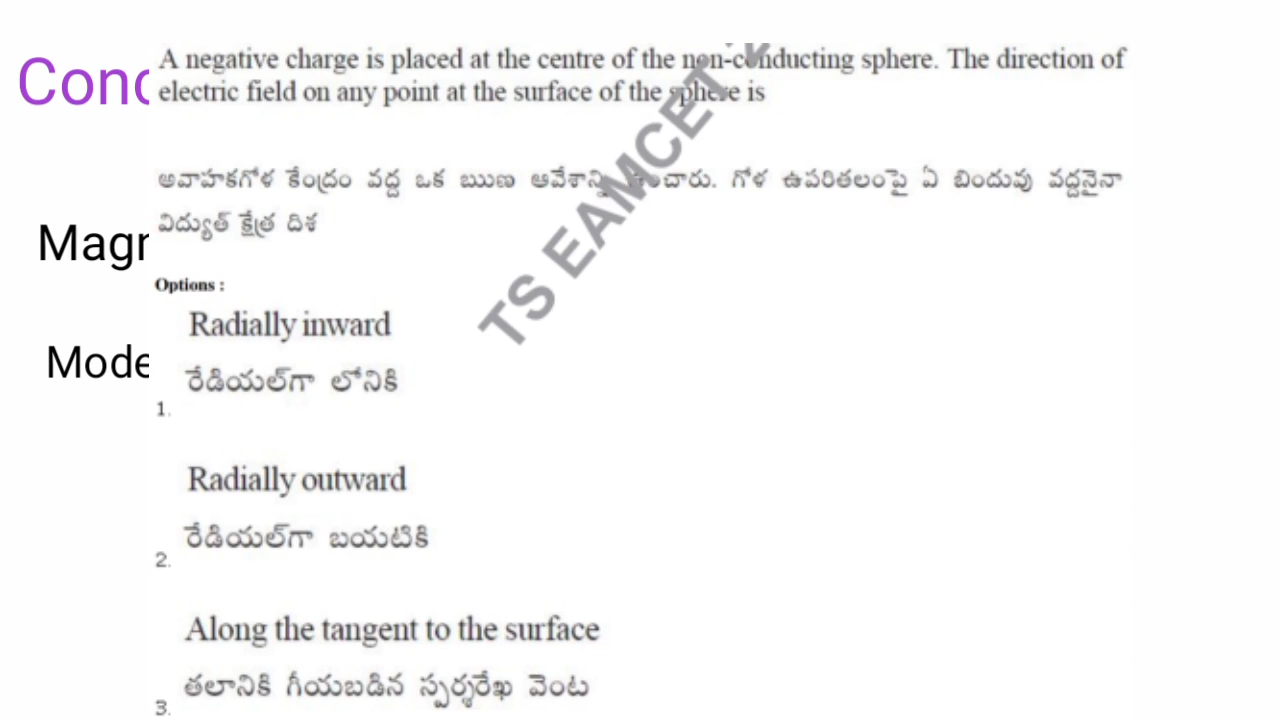 A negative charge is placed at the centre of the non-conducting sphere. The direction of
electric field on any point at the surface of the sphere is
అవాహకగోళ కేంద్రం వద్ద ఒక ఋణ ఆవేశాన్ని ఉంచారు. గోళ ఉపరితలంపై ఏ బిందువు వద్దనైనా
విద్యుత్ క్షేత్ర దిశ
Options :
Radially inward
రేడియల్‌గా లోనికి
1.
Radially outward
రేడియల్‌గా బయటికి
2.
Along the tangent to the surface
తలానికి గీయబడిన స్పర్శరేఖ వెంట
3.
Conc
Magn
Mode
TS EAMCET